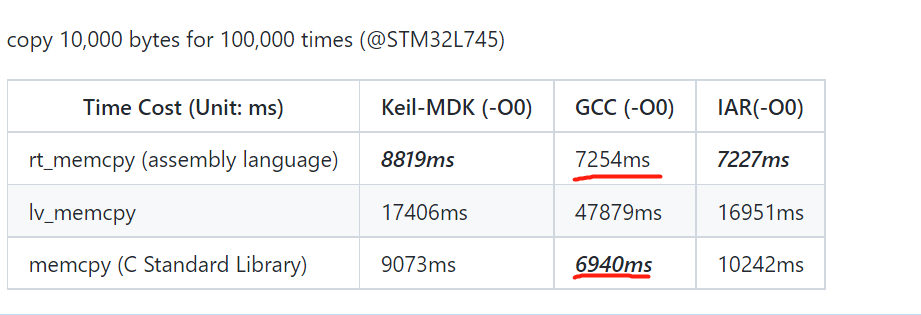 copy 10,000 bytes for 100,000 times (@STM32L745)
Time Cost (Unit: ms) Keil-MDK (-O0) GCC (-O0) IAR(-O0)
rt_memcpy (assembly language) 8819ms 7254ms 7227ms
lv_memcpy 17406ms 47879ms 16951ms
memcpy (C Standard Library) 9073ms 6940ms 10242ms